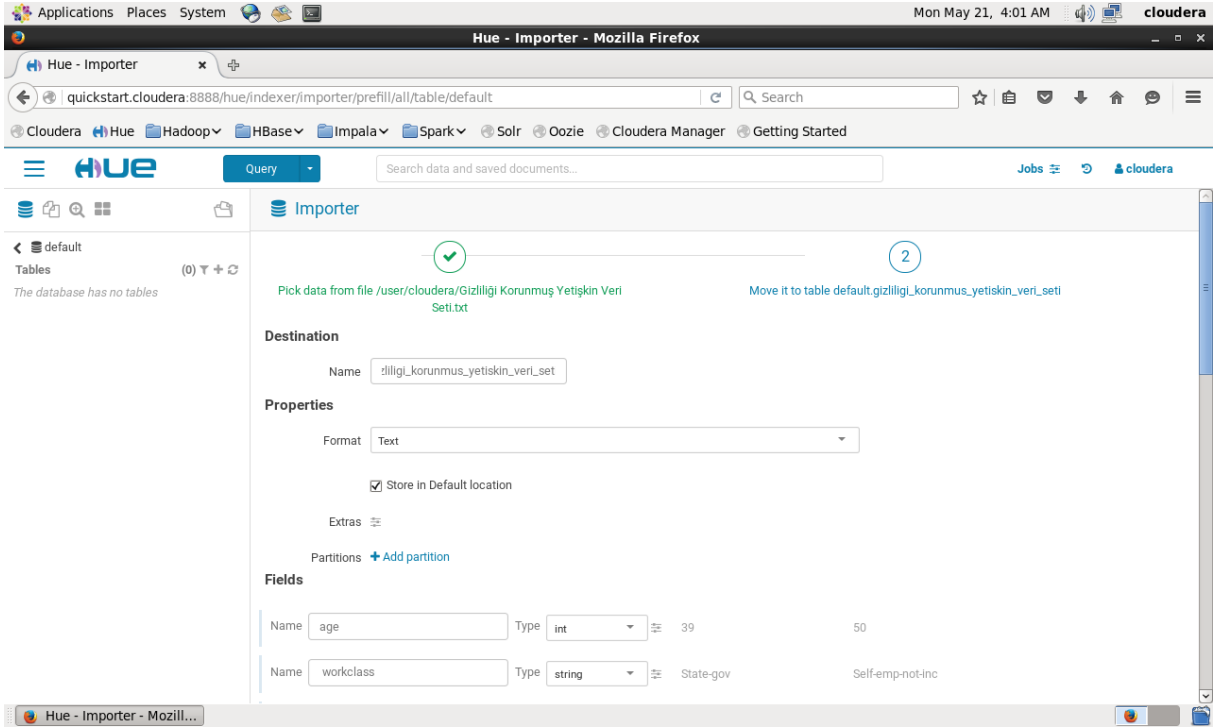 Applications Places System Mon May 21, 4:01 AM cloudera
Hue - Importer - Mozilla Firefox
Hue - Importer
quickstart.cloudera:8888/hue/indexer/importer/prefill/all/table/default Search
Cloudera Hue Hadoop HBase Impala Spark Solr Oozie Cloudera Manager Getting Started
HUE Query Search data and saved documents... Jobs cloudera
Importer
default
Tables (0)
The database has no tables
2
Pick data from file /user/cloudera/Gizliliği Korunmuş Yetişkin Veri
Seti.txt
Move it to table default.gizliligi_korunmus_yetiskin_veri_seti
Destination
Name zliligi_korunmus_yetiskin_veri_set
Properties
Format Text
Store in Default location
Extras
Partitions Add partition
Fields
Name age Type int 39 50
Name workclass Type string State-gov Self-emp-not-inc
Hue - Importer - Mozill...